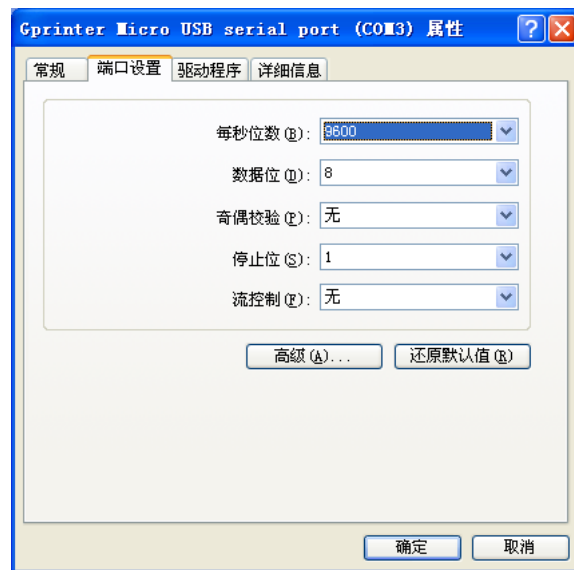 Gprinter Micro USB serial port (COM3) 属性
常规 端口设置 驱动程序 详细信息
每秒位数(B): 9600
数据位(D): 8
奇偶校验(P): 无
停止位(S): 1
流控制(F): 无
高级(A)... 还原默认值(R)
确定 取消